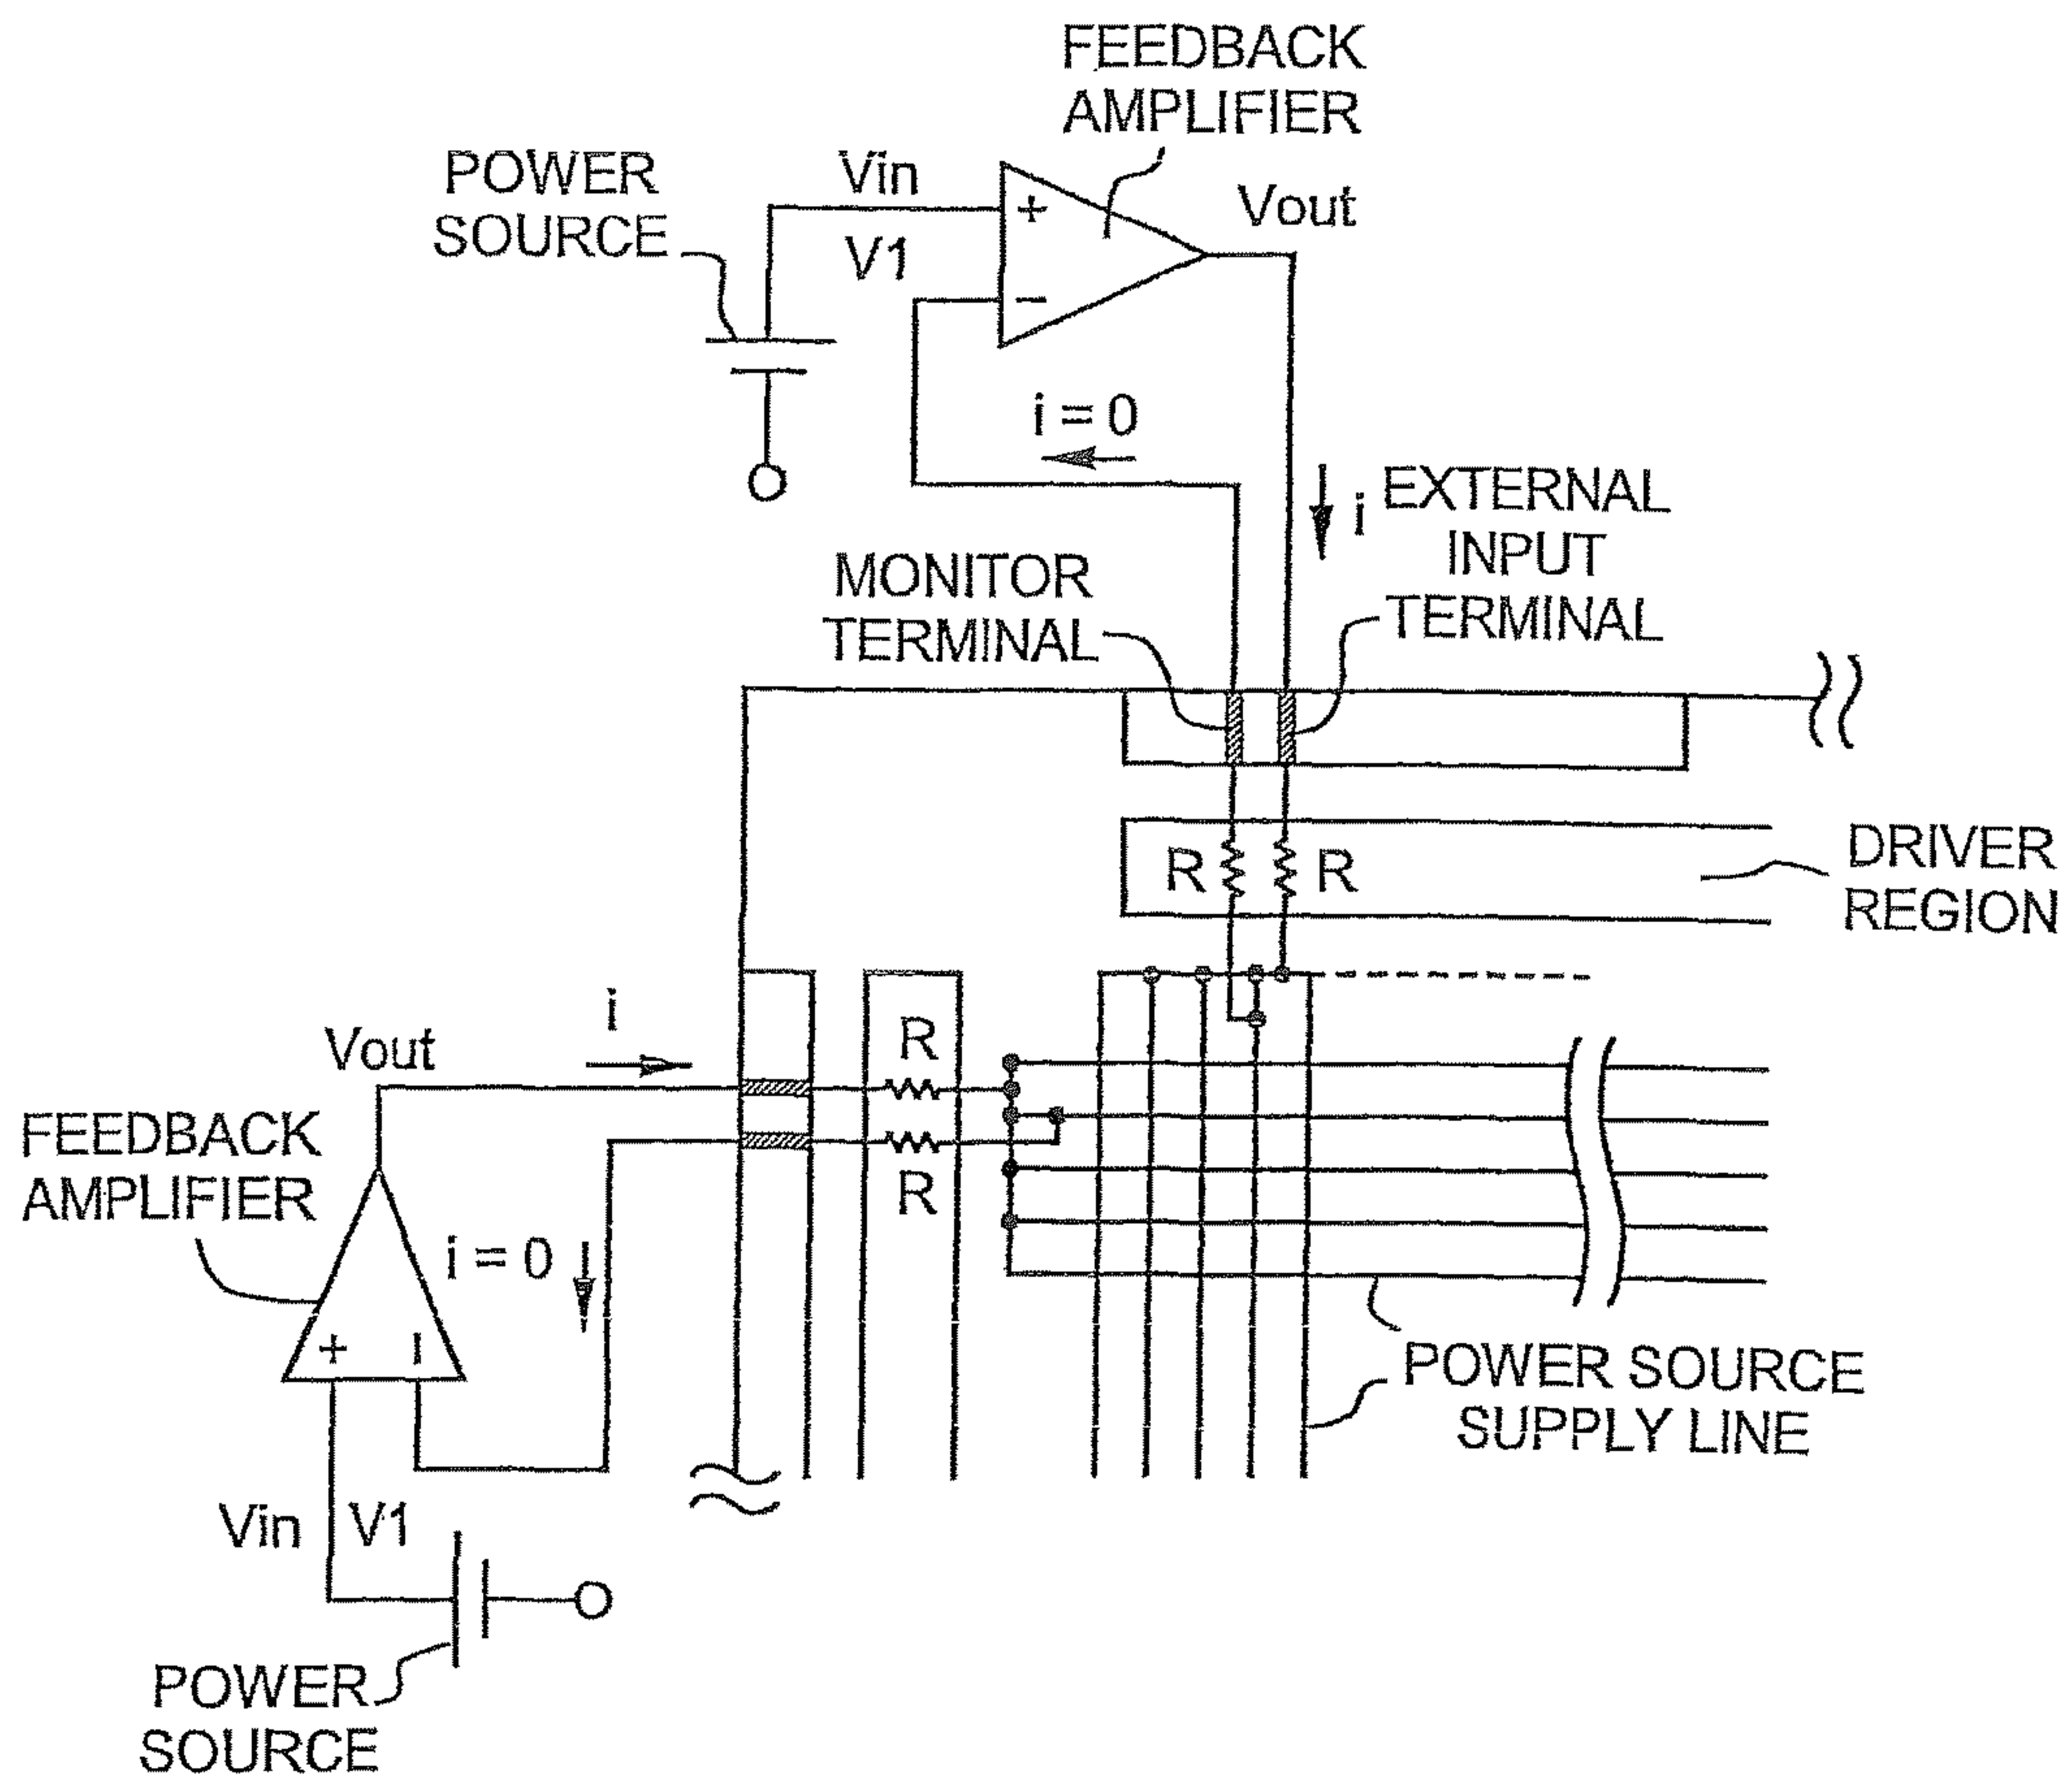 FEEDBACK
AMPLIFIER
POWER
SOURCE
Vin
V1
+
−
Vout
i = 0
i
EXTERNAL
INPUT
TERMINAL
MONITOR
TERMINAL
R
R
DRIVER
REGION
i
Vout
R
R
FEEDBACK
AMPLIFIER
i = 0
+
−
POWER SOURCE
SUPPLY LINE
Vin
V1
POWER
SOURCE